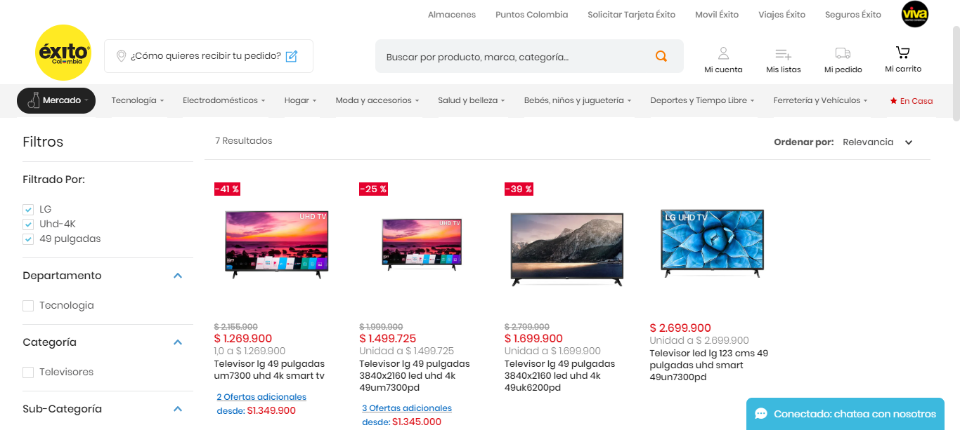 Almacenes Puntos Colombia Solicitar Tarjeta Éxito Movil Éxito Viajes Éxito Seguros Éxito viva
éxito
Colombia
¿Cómo quieres recibir tu pedido?
Buscar por producto, marca, categoría...
Mi cuenta Mis listas Mi pedido Mi carrito
Mercado Tecnología Electrodomésticos Hogar Moda y accesorios Salud y belleza Bebés, niños y juguetería Deportes y Tiempo Libre Ferretería y Vehículos En Casa
Filtros
7 Resultados
Ordenar por: Relevancia
Filtrado Por:
LG
Uhd-4K
49 pulgadas
Departamento
Tecnologia
Categoría
Televisores
Sub-Categoría
-41 %
UHD TV
$ 2.155.900
$ 1.269.900
1,0 a $ 1.269.900
Televisor lg 49 pulgadas
um7300 uhd 4k smart tv
2 Ofertas adicionales
desde: $1.349.900
-25 %
UHD TV
$ 1.999.900
$ 1.499.725
Unidad a $ 1.499.725
Televisor lg 49 pulgadas
3840x2160 led uhd 4k
49um7300pd
3 Ofertas adicionales
desde: $1.345.000
-39 %
$ 2.799.900
$ 1.699.900
Unidad a $ 1.699.900
Televisor lg 49 pulgadas
3840x2160 led uhd 4k
49uk6200pd
LG UHD TV
$ 2.699.900
Unidad a $ 2.699.900
Televisor led lg 123 cms 49
pulgadas uhd smart
49un7300pd
Conectado: chatea con nosotros